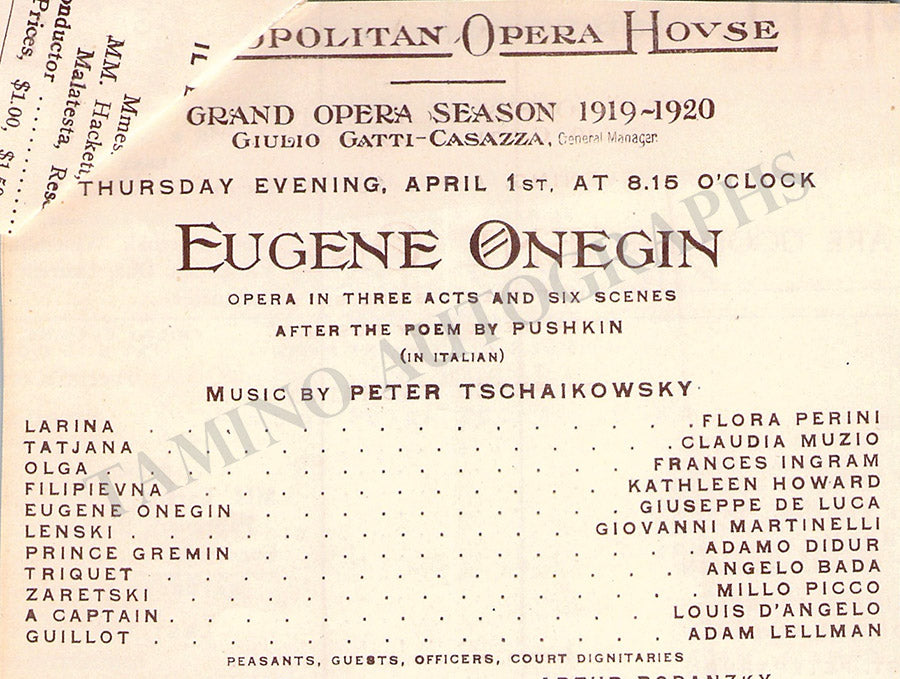 OPOLITAN OPERA HOVSE
GRAND OPERA SEASON 1919~1920
GIULIO GATTI-CASAZZA, General Manager.
THURSDAY EVENING, APRIL 1ST, AT 8.15 O'CLOCK
EUGENE ONEGIN
OPERA IN THREE ACTS AND SIX SCENES
AFTER THE POEM BY PUSHKIN
(IN ITALIAN)
MUSIC BY PETER TSCHAIKOWSKY
LARINA . . . . . . . . . . . . . FLORA PERINI
TATJANA . . . . . . . . . . . . . CLAUDIA MUZIO
OLGA . . . . . . . . . . . . . FRANCES INGRAM
FILIPIEVNA . . . . . . . . . . . . KATHLEEN HOWARD
EUGENE ONEGIN . . . . . . . . . . GIUSEPPE DE LUCA
LENSKI . . . . . . . . . . . . GIOVANNI MARTINELLI
PRINCE GREMIN . . . . . . . . . . . . ADAMO DIDUR
TRIQUET . . . . . . . . . . . . . ANGELO BADA
ZARETSKI . . . . . . . . . . . . . MILLO PICCO
A CAPTAIN . . . . . . . . . . . . . LOUIS D'ANGELO
GUILLOT . . . . . . . . . . . . . ADAM LELLMAN
PEASANTS, GUESTS, OFFICERS, COURT DIGNITARIES
IL
Mmes.
MM. Hackett,
Malatesta, Res
onductor . . . . . . . .
Prices, $1.00,
TAMINO AUTOGRAPHS